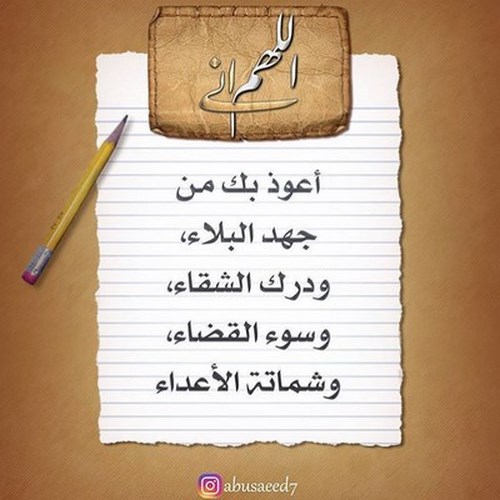 اللهم إني
أعوذ بك من
جهد البلاء،
ودرك الشقاء،
وسوء القضاء،
وشماتة الأعداء
abusaeed7